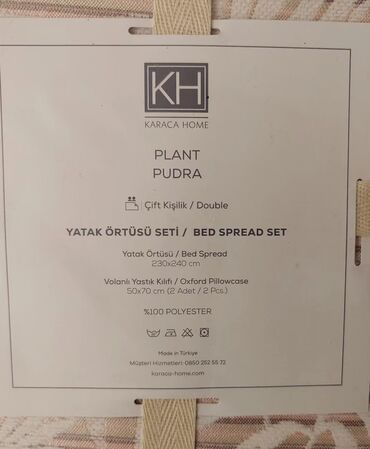 KH
KARACA HOME
PLANT
PUDRA
Çift Kişilik / Double
YATAK ÖRTÜSÜ SETİ / BED SPREAD SET
Yatak Örtüsü / Bed Spread
230x240 cm
Volanlı Yastık Kılıfı / Oxford Pillowcase
50x70 cm (2 Adet / 2 Pcs.)
%100 POLYESTER
Made in Türkiye
Müşteri Hizmetleri: 0850 252 55 72
karaca-home.com